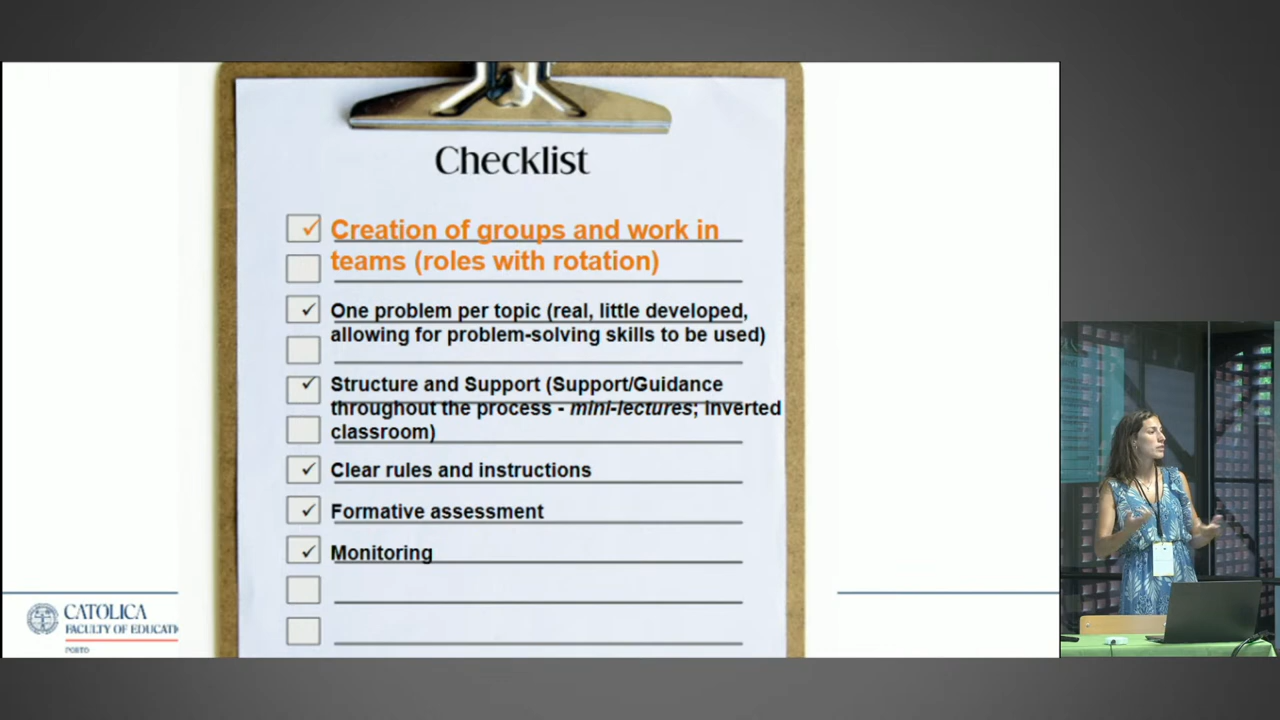 Checklist
Creation of groups and work in
teams (roles with rotation)
One problem per topic (real, little developed,
allowing for problem-solving skills to be used)
Structure and Support (Support/Guidance
throughout the process - mini-lectures; inverted
classroom)
Clear rules and instructions
Formative assessment
Monitoring
CATOLICA
FACULTY OF EDUCATI
PORTO